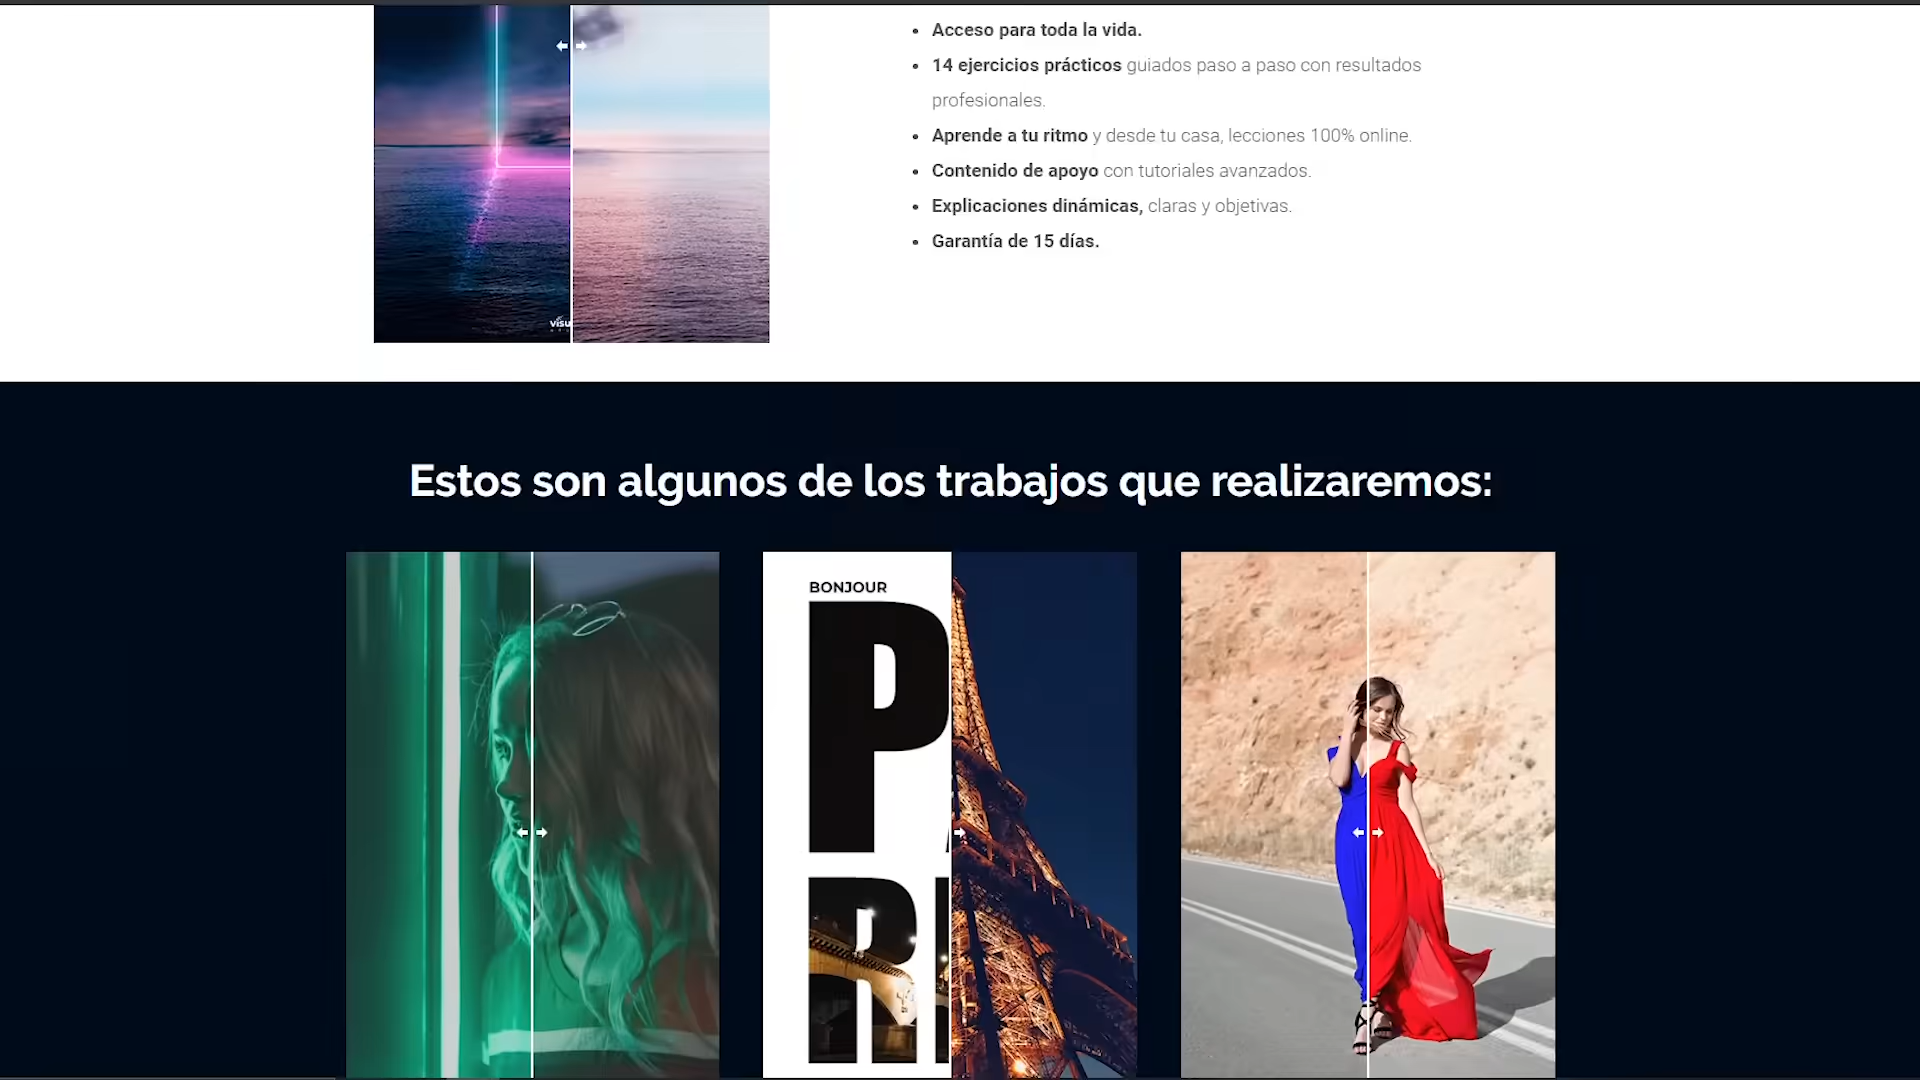 Acceso para toda la vida.
14 ejercicios prácticos guiados paso a paso con resultados
profesionales.
Aprende a tu ritmo y desde tu casa, lecciones 100% online.
Contenido de apoyo con tutoriales avanzados.
Explicaciones dinámicas, claras y objetivas.
Garantía de 15 días.
visu
Estos son algunos de los trabajos que realizaremos:
BONJOUR
P
RI